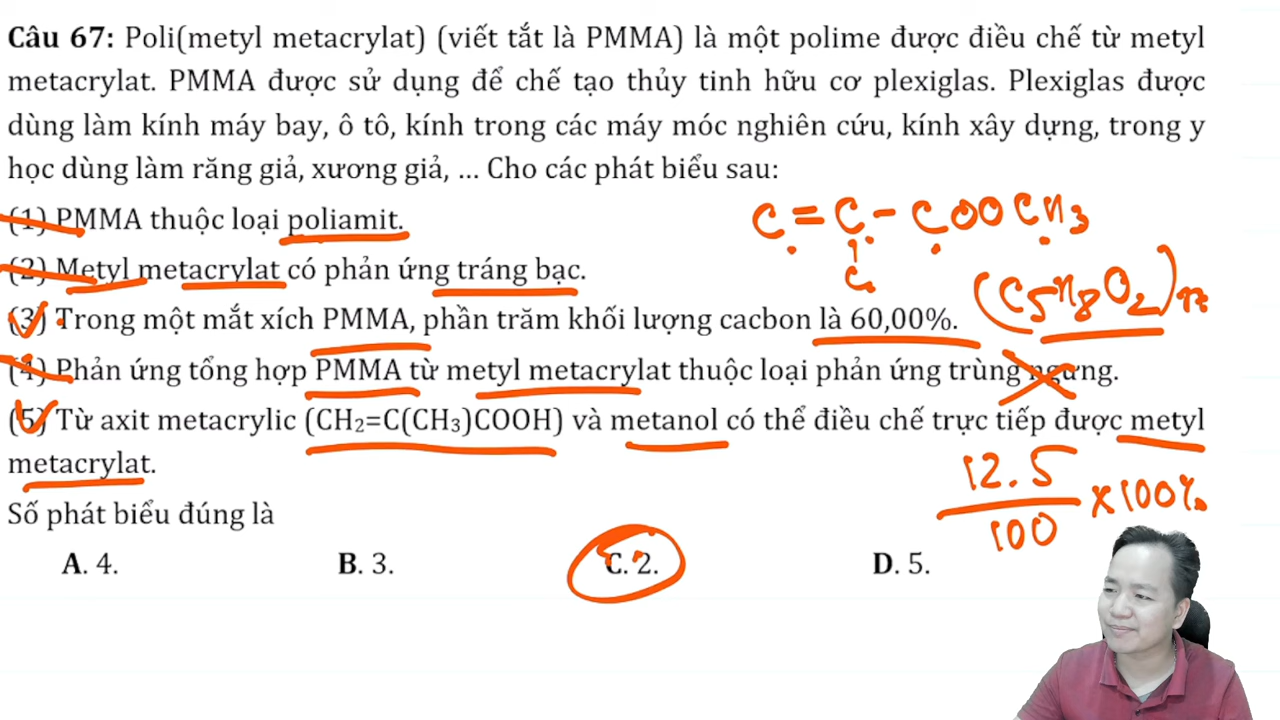 Câu 67: Poli(metyl metacrylat) (viết tắt là PMMA) là một polime được điều chế từ metyl
metacrylat. PMMA được sử dụng để chế tạo thủy tinh hữu cơ plexiglas. Plexiglas được
dùng làm kính máy bay, ô tô, kính trong các máy móc nghiên cứu, kính xây dựng, trong y
học dùng làm răng giả, xương giả, ... Cho các phát biểu sau:
(1) PMMA thuộc loại poliamit.
C = C - COOCH3
C
(2) Metyl metacrylat có phản ứng tráng bạc.
(C5H8O2)n
(3) Trong một mắt xích PMMA, phần trăm khối lượng cacbon là 60,00%.
(4) Phản ứng tổng hợp PMMA từ metyl metacrylat thuộc loại phản ứng trùng ngưng.
(5) Từ axit metacrylic (CH2=C(CH3)COOH) và metanol có thể điều chế trực tiếp được metyl
metacrylat.
12.5
100
x100%
Số phát biểu đúng là
A. 4. B. 3. C. 2. D. 5.